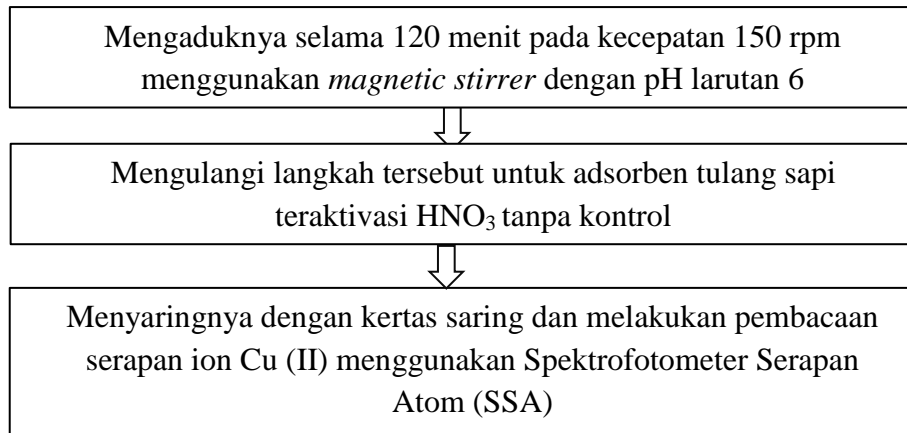 Mengaduknya selama 120 menit pada kecepatan 150 rpm
menggunakan magnetic stirrer dengan pH larutan 6
Mengulangi langkah tersebut untuk adsorben tulang sapi
teraktivasi HNO₃ tanpa kontrol
Menyaringnya dengan kertas saring dan melakukan pembacaan
serapan ion Cu (II) menggunakan Spektrofotometer Serapan
Atom (SSA)